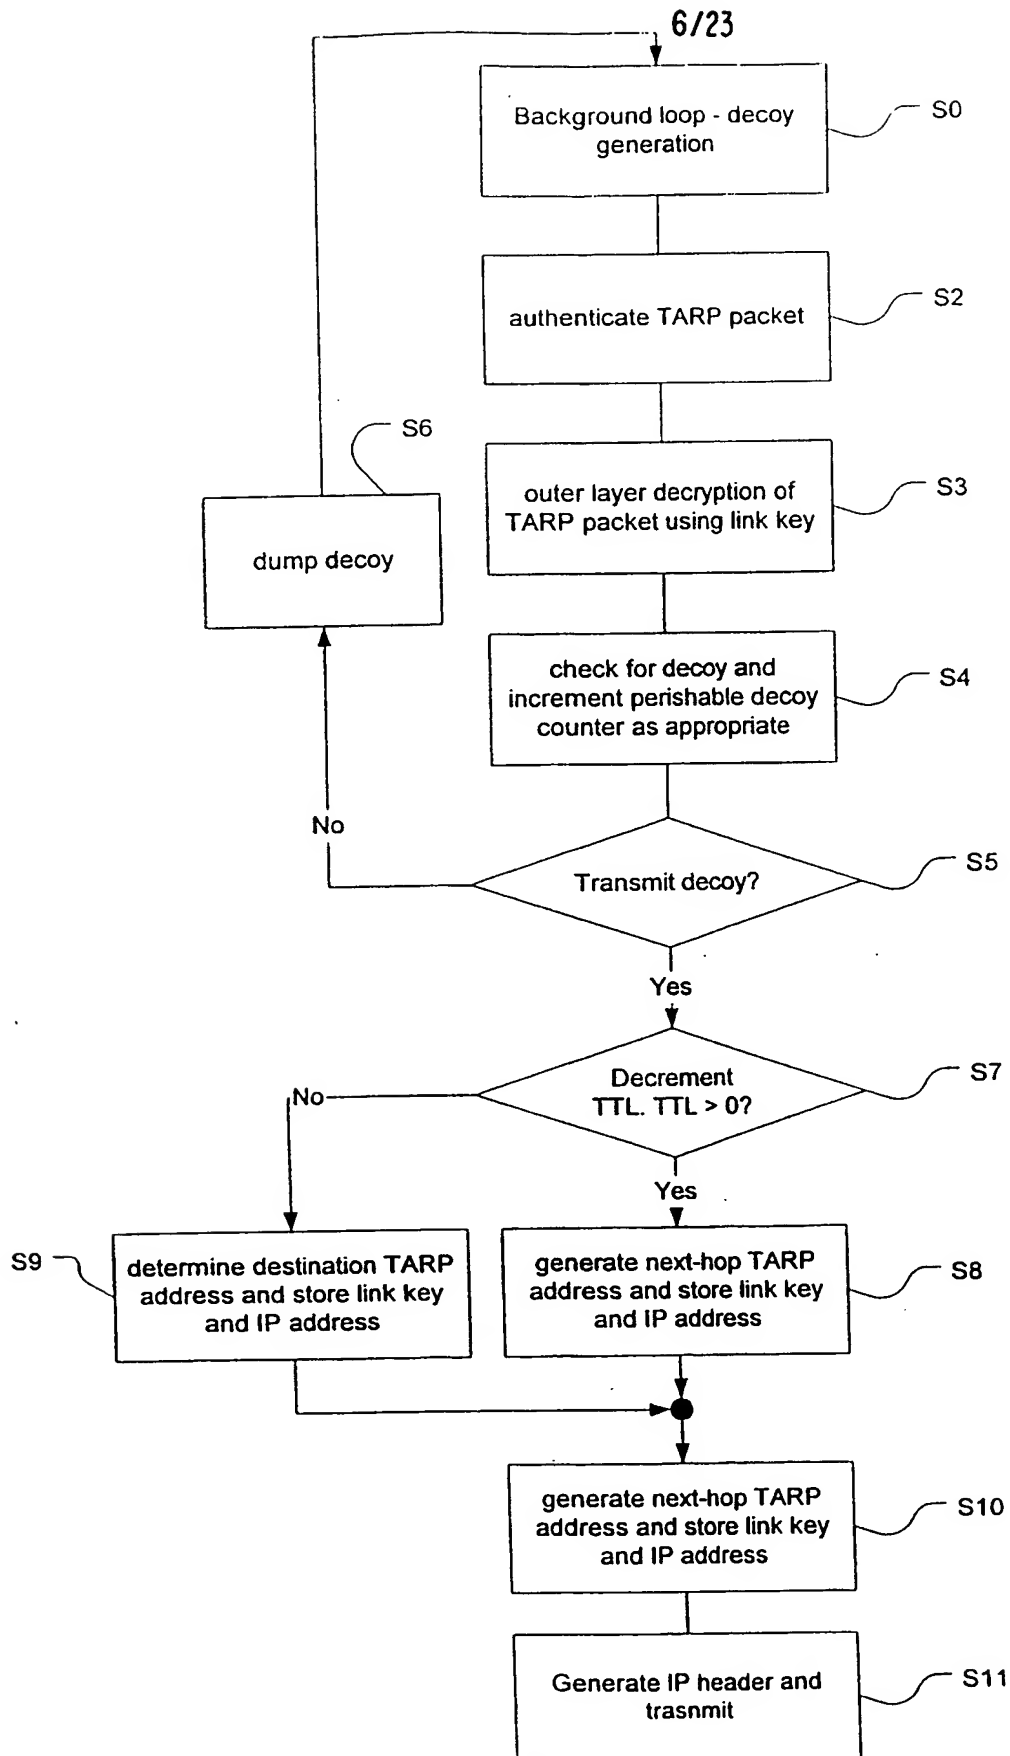 6/23
Background loop - decoy
generation
S0
authenticate TARP packet
S2
S6
outer layer decryption of
TARP packet using link key
S3
dump decoy
check for decoy and
increment perishable decoy
counter as appropriate
S4
No
Transmit decoy?
S5
Yes
Decrement
TTL. TTL > 0?
S7
No
Yes
S9
determine destination TARP
address and store link key
and IP address
generate next-hop TARP
address and store link key
and IP address
S8
generate next-hop TARP
address and store link key
and IP address
S10
Generate IP header and
trasnmit
S11